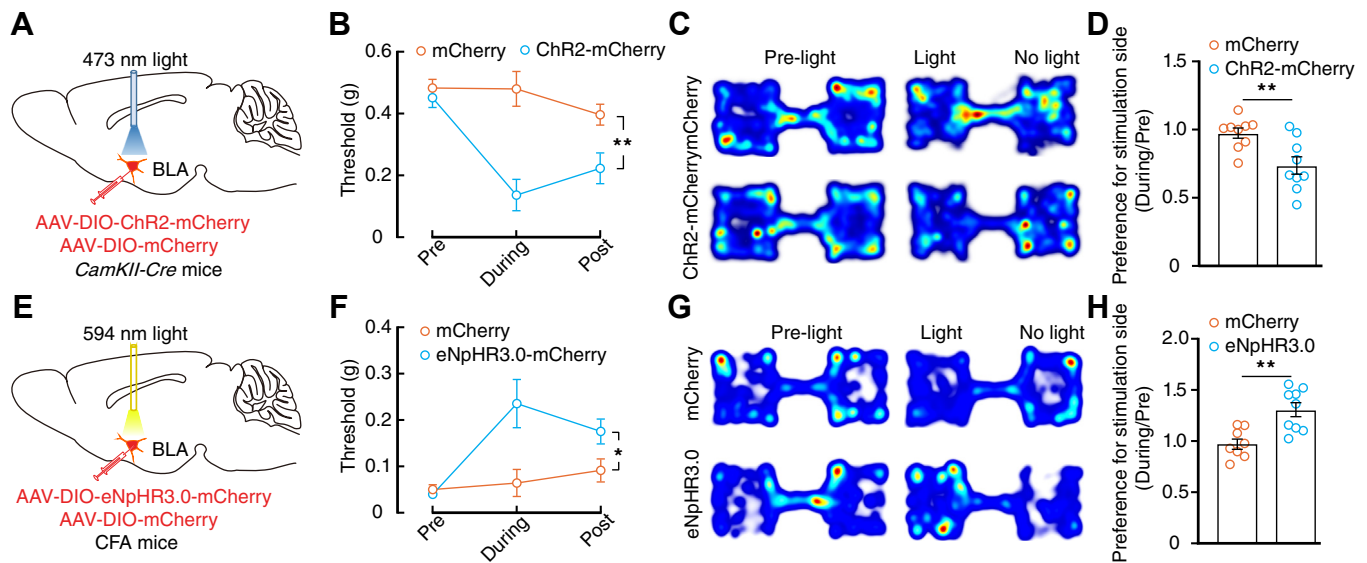 A
473 nm light
BLA
AAV-DIO-ChR2-mCherry
AAV-DIO-mCherry
CamKII-Cre mice
B
mCherry
ChR2-mCherry
Threshold (g)
0.6
0.4
0.2
0
**
Pre
During
Post
C
Pre-light
Light
No light
mCherry
ChR2-mCherry
D
mCherry
ChR2-mCherry
Preference for stimulation side
(During/Pre)
1.5
1.0
0.5
0
**
E
594 nm light
BLA
AAV-DIO-eNpHR3.0-mCherry
AAV-DIO-mCherry
CFA mice
F
mCherry
eNpHR3.0-mCherry
Threshold (g)
0.4
0.3
0.2
0.1
0
*
Pre
During
Post
G
Pre-light
Light
No light
mCherry
eNpHR3.0
H
mCherry
eNpHR3.0
Preference for stimulation side
(During/Pre)
2.0
1.5
1.0
0.5
0
**